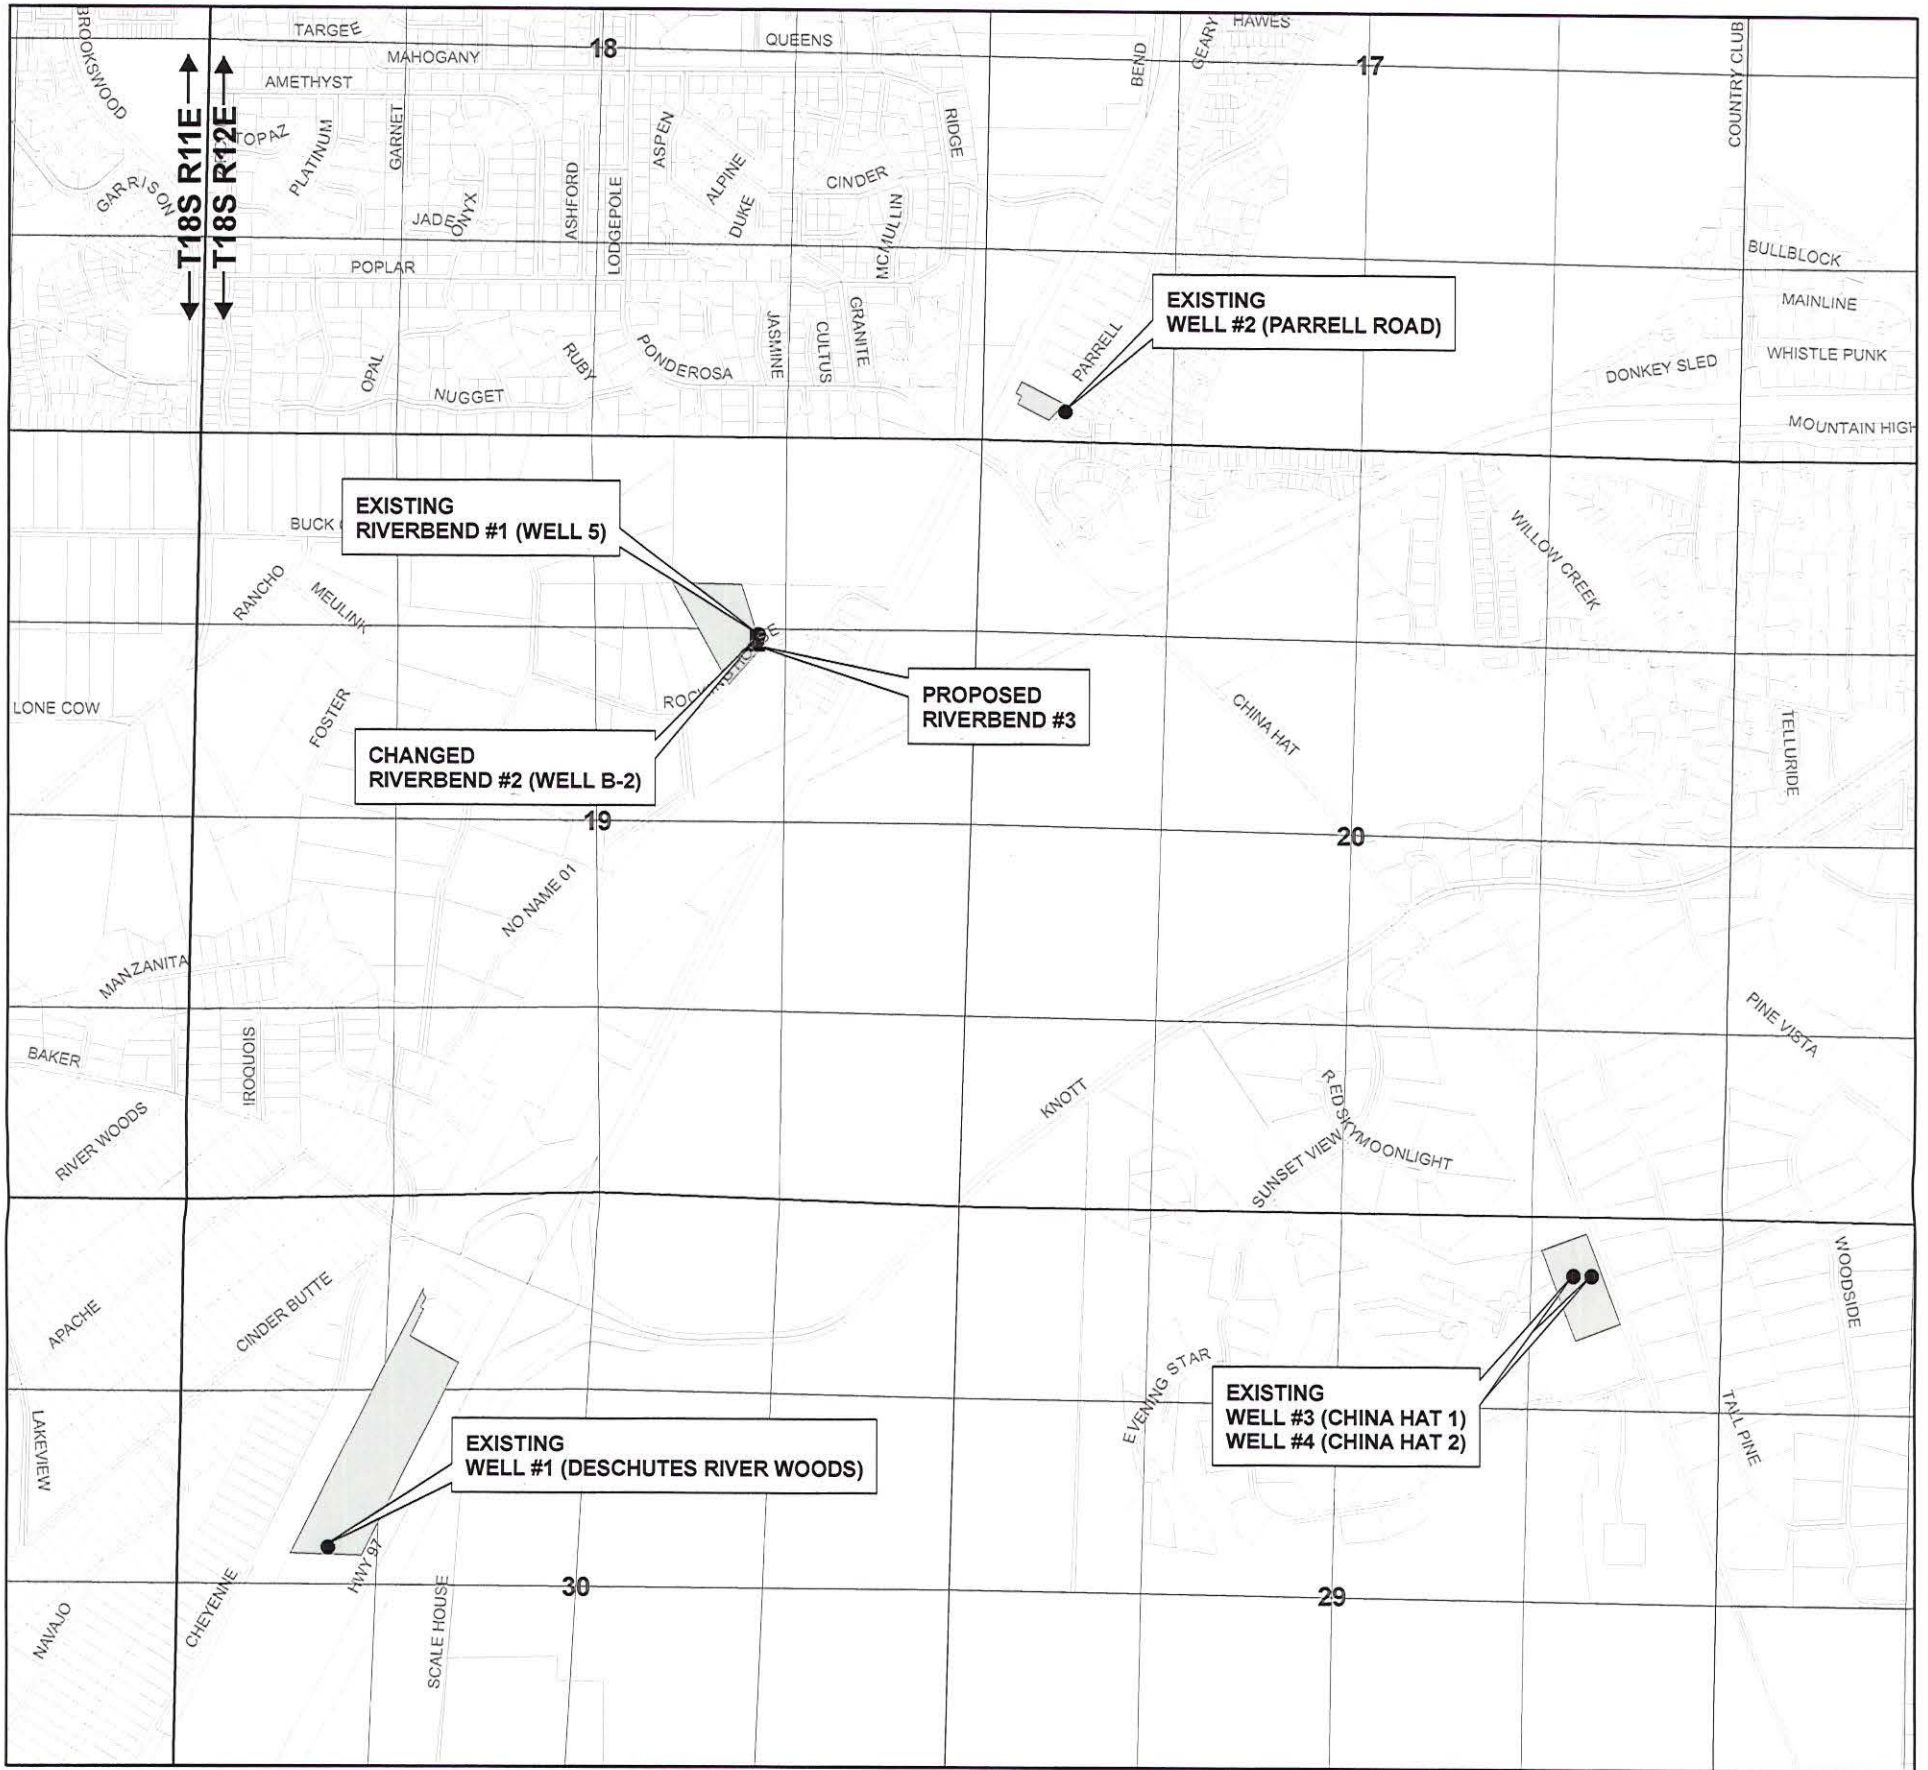 BROOKSWOOD
TARGEE
MAHOGANY
18
QUEENS
BEND
GEARY
HAWES
17
COUNTRY CLUB
T18S R11E
T18S R12E
AMETHYST
TOPAZ
PLATINUM
GARNET
GARRISON
JADE
ONYX
ASHFORD
LODGEPOLE
ASPEN
ALPINE
DUKE
CINDER
MCMULLIN
RIDGE
POPLAR
OPAL
NUGGET
RUBY
PONDEROSA
JASMINE
CULTUS
GRANITE
PARRELL
EXISTING
WELL #2 (PARRELL ROAD)
BULLBLOCK
MAINLINE
WHISTLE PUNK
DONKEY SLED
MOUNTAIN HIGH
EXISTING
RIVERBEND #1 (WELL 5)
BUCK
RANCHO
MEULINK
WILLOW CREEK
LONE COW
FOSTER
PROPOSED
RIVERBEND #3
CHANGED
RIVERBEND #2 (WELL B-2)
CHINA HAT
TELLURIDE
19
20
NO NAME 01
MANZANITA
BAKER
IROQUOIS
RIVER WOODS
KNOTT
RED SKY
MOONLIGHT
SUNSET VIEW
PINE VISTA
APACHE
CINDER BUTTE
WOODSIDE
EVENING STAR
EXISTING
WELL #3 (CHINA HAT 1)
WELL #4 (CHINA HAT 2)
TALL PINE
LAKEVIEW
EXISTING
WELL #1 (DESCHUTES RIVER WOODS)
HWY 97
CHEYENNE
NAVAJO
SCALE HOUSE
30
29